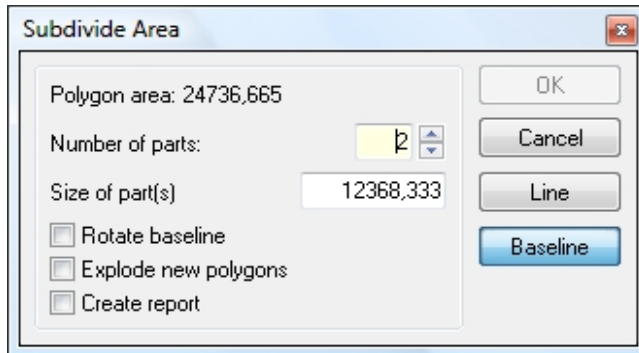 Subdivide Area
Polygon area: 24736,665
OK
Number of parts: 2
Cancel
Size of part(s) 12368,333
Line
Rotate baseline
Baseline
Explode new polygons
Create report